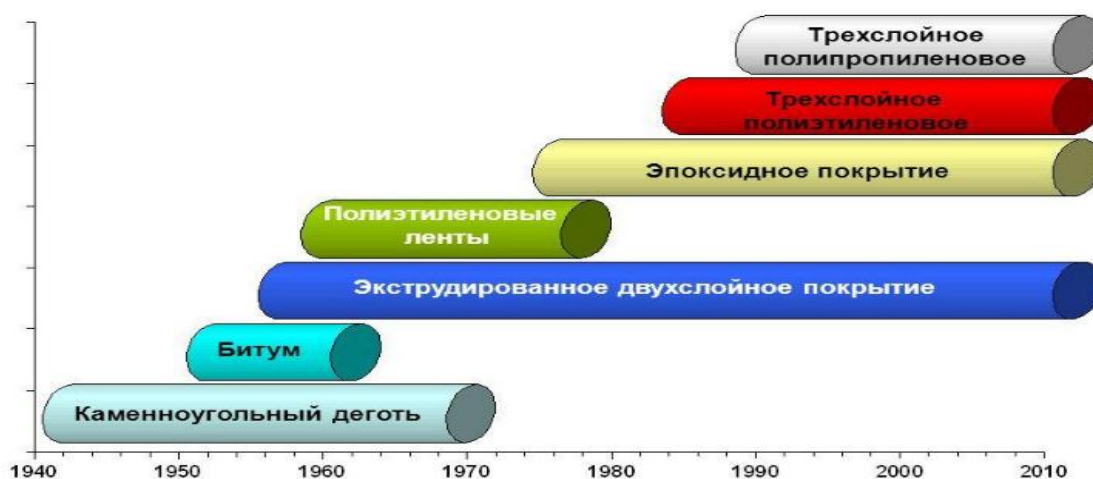 Трехслойное
полипропиленовое
Трехслойное
полиэтиленовое
Эпоксидное покрытие
Полиэтиленовые
ленты
Экструдированное двухслойное покрытие
Битум
Каменноугольный деготь
1940 1950 1960 1970 1980 1990 2000 2010